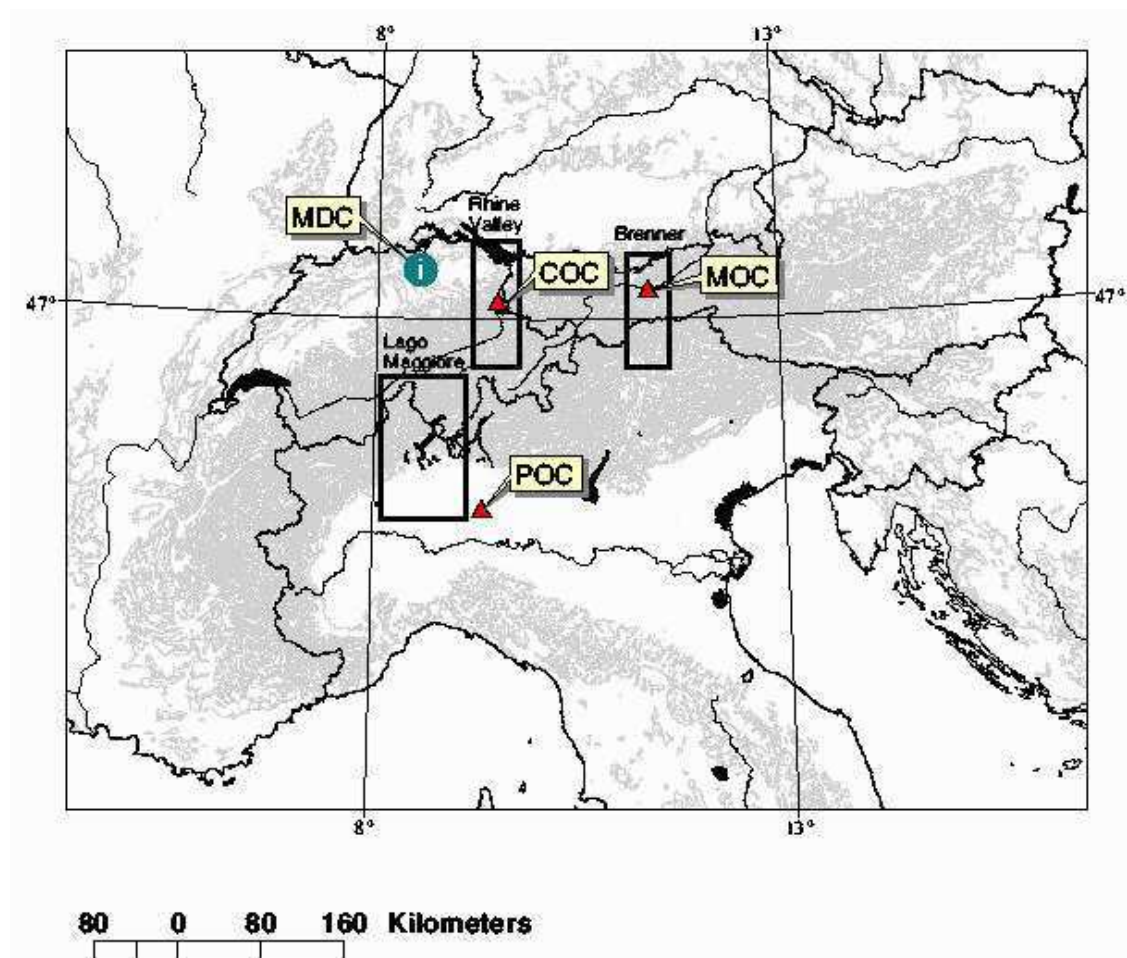 8° 13°
MDC
Rhine
Valley
Brenner
COC
MOC
47° 47°
Lago
Maggiore
POC
8° 13°
80 0 80 160 Kilometers